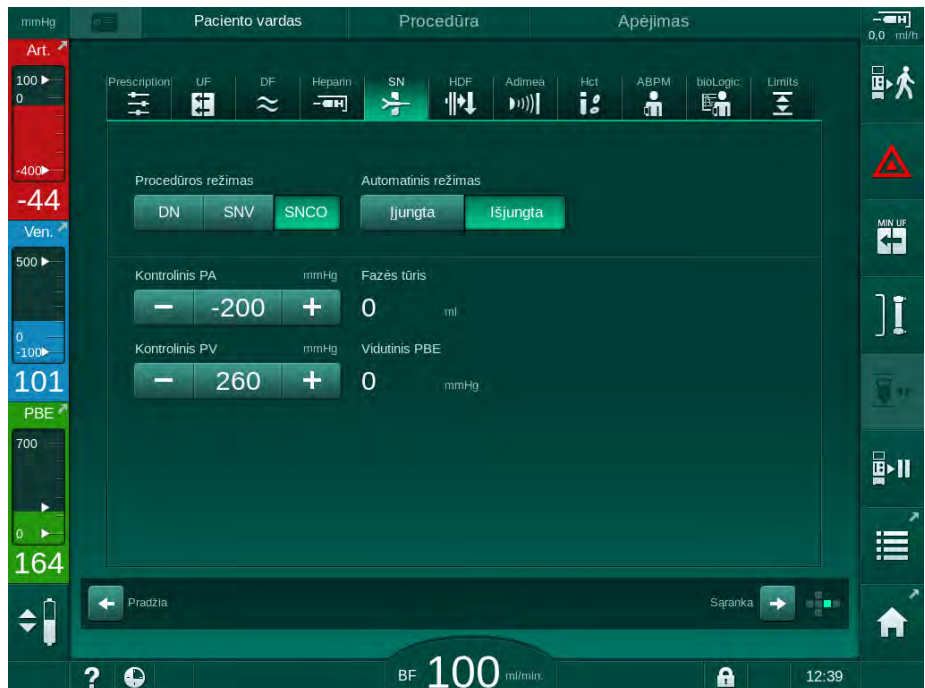 mmHg
Paciento vardas
Procedūra
Apėjimas
0,0 ml/h
Art.
100
0
-400
-44
Ven.
500
0
-100
101
PBE
700
0
164
Prescription
UF
DF
Heparin
SN
HDF
Adimea
Hct
ABPM
bioLogic
Limits
Procedūros režimas
Automatinis režimas
DN
SNV
SNCO
Įjungta
Išjungta
Kontrolinis PA
mmHg
Fazės tūris
-200
0
ml
Kontrolinis PV
mmHg
Vidutinis PBE
260
0
mmHg
MIN UF
Pradžia
Sąranka
BF 100 ml/min.
12:39